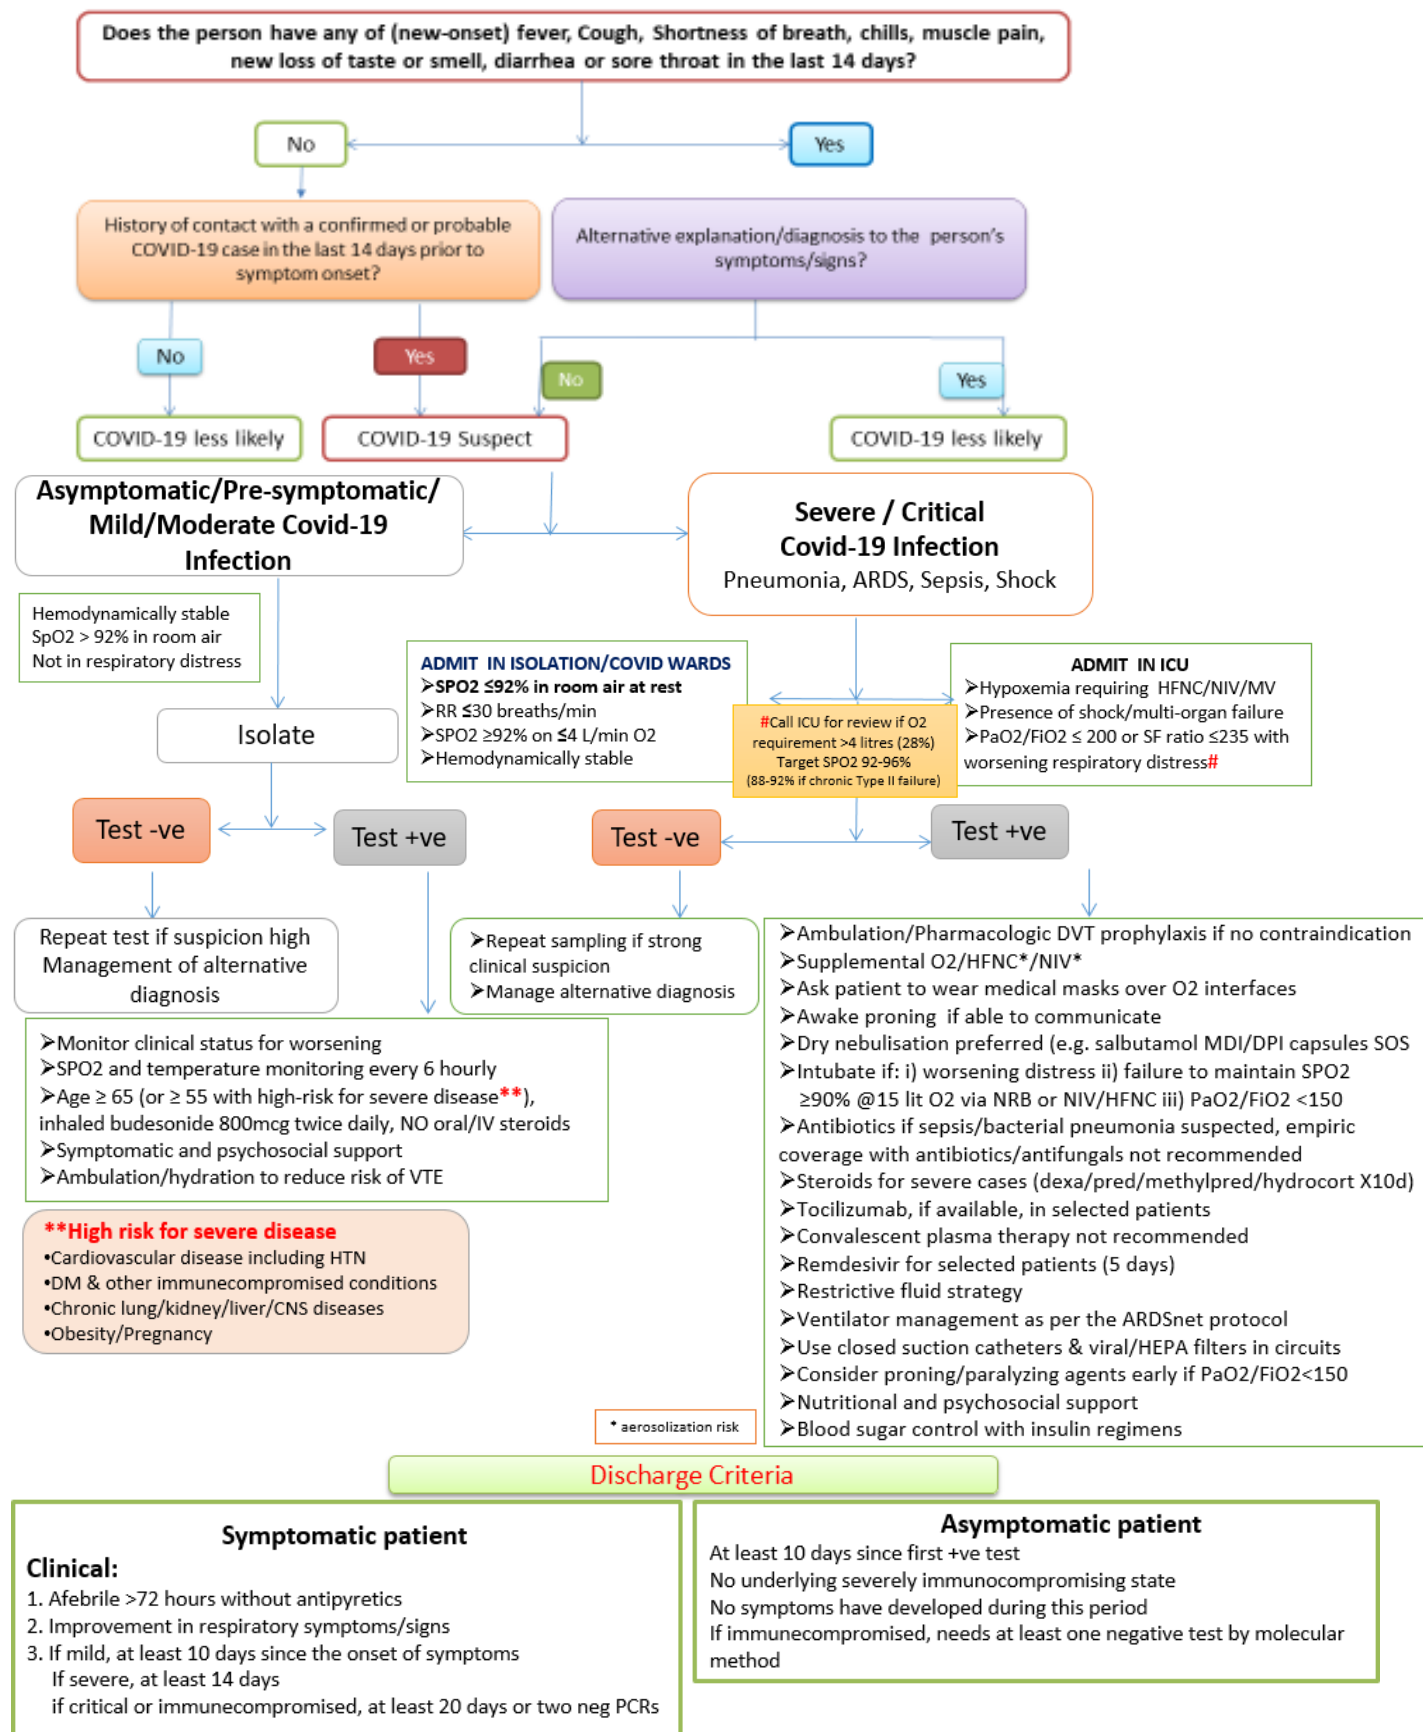 Does the person have any of (new-onset) fever, Cough, Shortness of breath, chills, muscle pain,
new loss of taste or smell, diarrhea or sore throat in the last 14 days?
No
Yes
History of contact with a confirmed or probable
COVID-19 case in the last 14 days prior to
symptom onset?
Alternative explanation/diagnosis to the person's
symptoms/signs?
No
Yes
No
Yes
COVID-19 less likely
COVID-19 Suspect
COVID-19 less likely
Asymptomatic/Pre-symptomatic/
Mild/Moderate Covid-19
Infection
Severe / Critical
Covid-19 Infection
Pneumonia, ARDS, Sepsis, Shock
Hemodynamically stable
SpO2 > 92% in room air
Not in respiratory distress
ADMIT IN ISOLATION/COVID WARDS
➢SPO2 ≤92% in room air at rest
➢RR ≤30 breaths/min
➢SPO2 ≥92% on ≤4 L/min O2
➢Hemodynamically stable
#Call ICU for review if O2
requirement >4 litres (28%)
Target SPO2 92-96%
(88-92% if chronic Type II failure)
ADMIT IN ICU
➢Hypoxemia requiring HFNC/NIV/MV
➢Presence of shock/multi-organ failure
➢PaO2/FiO2 ≤ 200 or SF ratio ≤235 with
worsening respiratory distress#
Isolate
Test -ve
Test +ve
Test -ve
Test +ve
Repeat test if suspicion high
Management of alternative
diagnosis
➢Repeat sampling if strong
clinical suspicion
➢Manage alternative diagnosis
➢Monitor clinical status for worsening
➢SPO2 and temperature monitoring every 6 hourly
➢Age ≥ 65 (or ≥ 55 with high-risk for severe disease**),
inhaled budesonide 800mcg twice daily, NO oral/IV steroids
➢Symptomatic and psychosocial support
➢Ambulation/hydration to reduce risk of VTE
**High risk for severe disease
•Cardiovascular disease including HTN
•DM & other immunecompromised conditions
•Chronic lung/kidney/liver/CNS diseases
•Obesity/Pregnancy
➢Ambulation/Pharmacologic DVT prophylaxis if no contraindication
➢Supplemental O2/HFNC*/NIV*
➢Ask patient to wear medical masks over O2 interfaces
➢Awake proning if able to communicate
➢Dry nebulisation preferred (e.g. salbutamol MDI/DPI capsules SOS
➢Intubate if: i) worsening distress ii) failure to maintain SPO2
≥90% @15 lit O2 via NRB or NIV/HFNC iii) PaO2/FiO2 <150
➢Antibiotics if sepsis/bacterial pneumonia suspected, empiric
coverage with antibiotics/antifungals not recommended
➢Steroids for severe cases (dexa/pred/methylpred/hydrocort X10d)
➢Tocilizumab, if available, in selected patients
➢Convalescent plasma therapy not recommended
➢Remdesivir for selected patients (5 days)
➢Restrictive fluid strategy
➢Ventilator management as per the ARDSnet protocol
➢Use closed suction catheters & viral/HEPA filters in circuits
➢Consider proning/paralyzing agents early if PaO2/FiO2<150
➢Nutritional and psychosocial support
➢Blood sugar control with insulin regimens
* aerosolization risk
Discharge Criteria
Symptomatic patient
Clinical:
1. Afebrile >72 hours without antipyretics
2. Improvement in respiratory symptoms/signs
3. If mild, at least 10 days since the onset of symptoms
If severe, at least 14 days
if critical or immunecompromised, at least 20 days or two neg PCRs
Asymptomatic patient
At least 10 days since first +ve test
No underlying severely immunocompromising state
No symptoms have developed during this period
If immunecompromised, needs at least one negative test by molecular
method